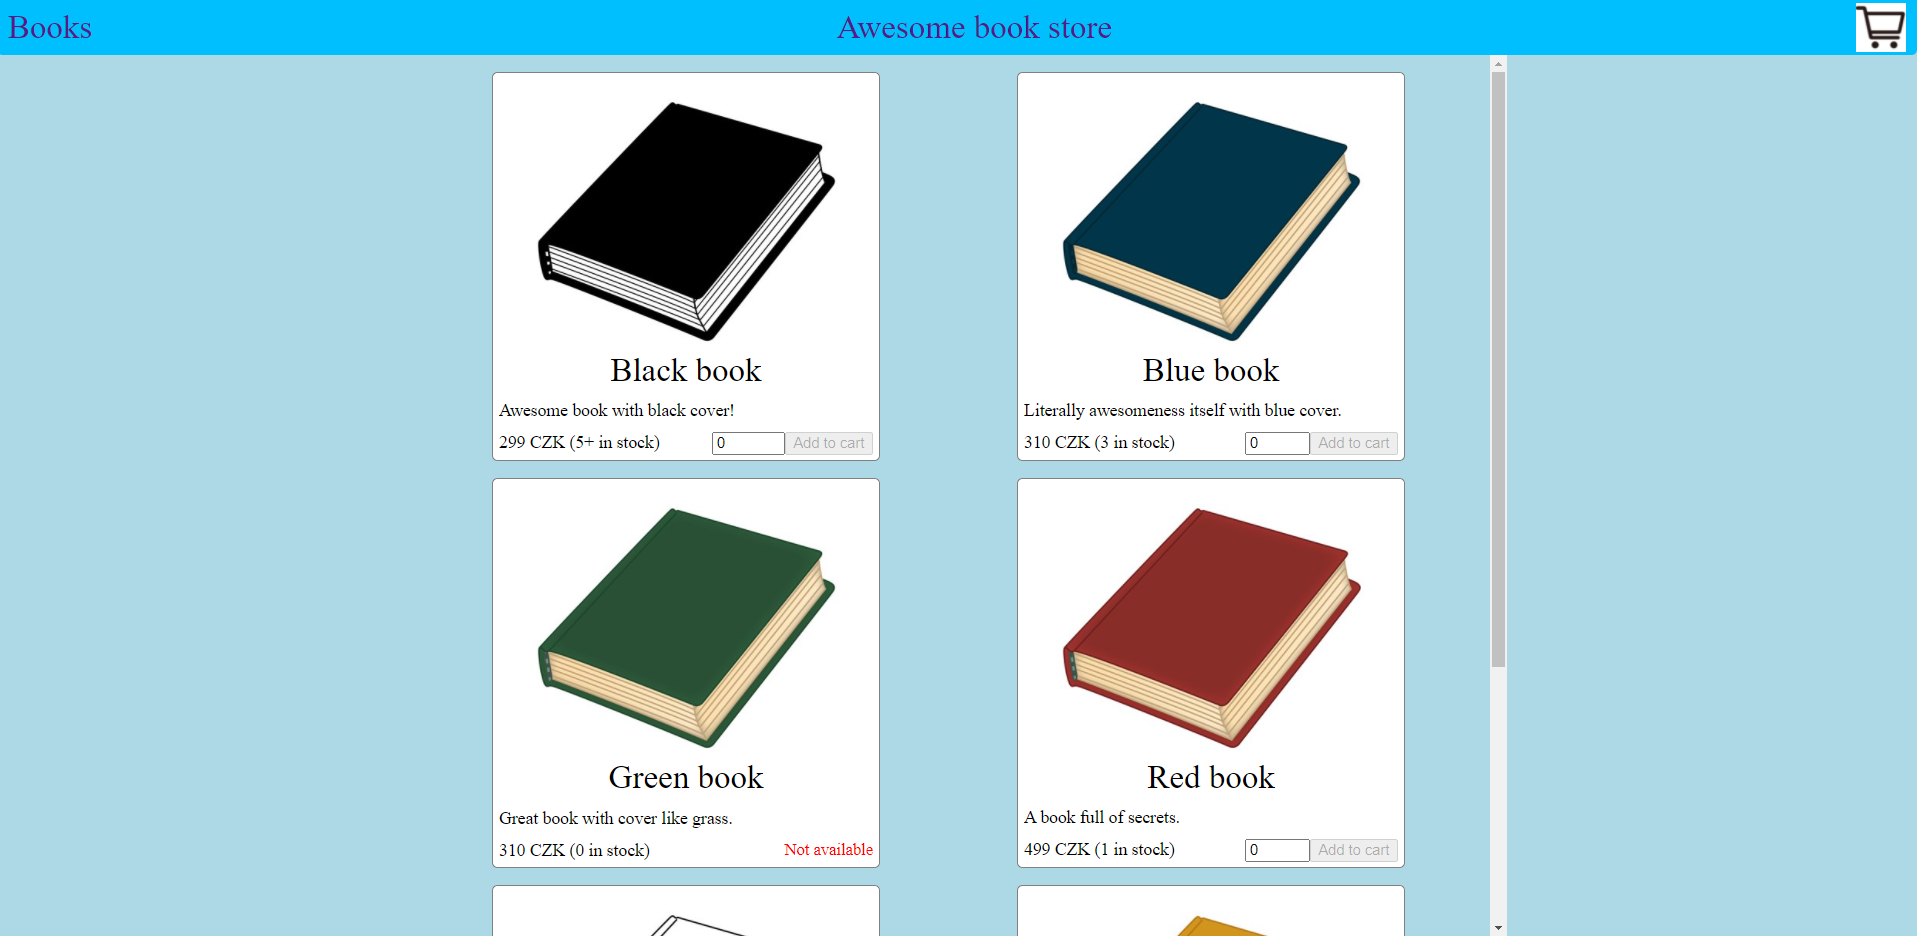 Books
Awesome book store
Black book
Awesome book with black cover!
299 CZK (5+ in stock)
0
Add to cart
Blue book
Literally awesomeness itself with blue cover.
310 CZK (3 in stock)
0
Add to cart
Green book
Great book with cover like grass.
310 CZK (0 in stock)
Not available
Red book
A book full of secrets.
499 CZK (1 in stock)
0
Add to cart